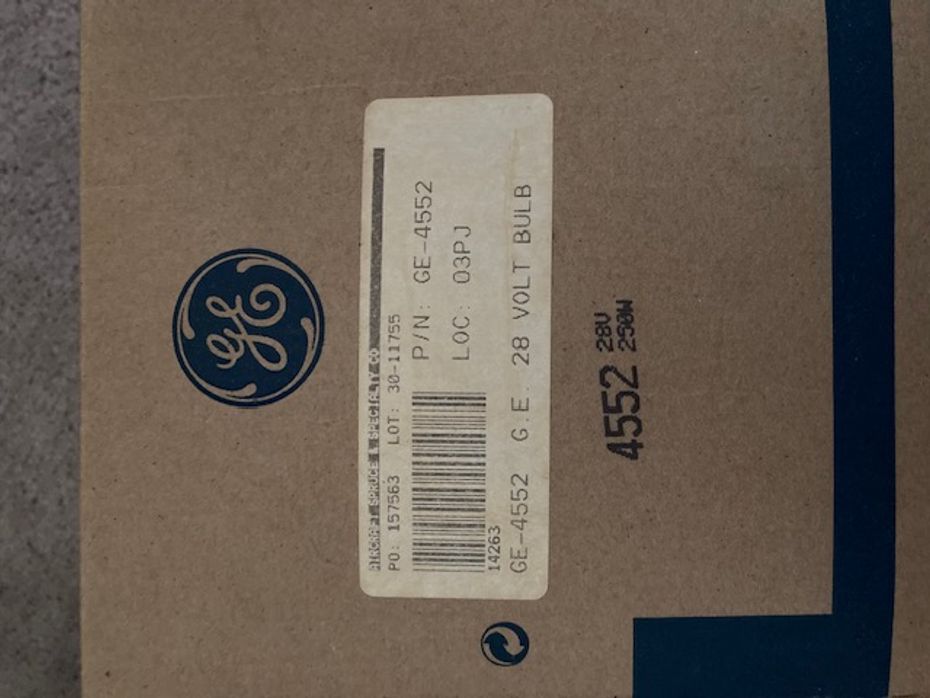 GE
AIRCRAFT SPRUCE & SPECIALTY CO
PO: 157563 LOT: 30-11755
P/N: GE-4552
LOC: 03PJ
14263
GE-4552 G.E. 28 VOLT BULB
4552 28V
250W